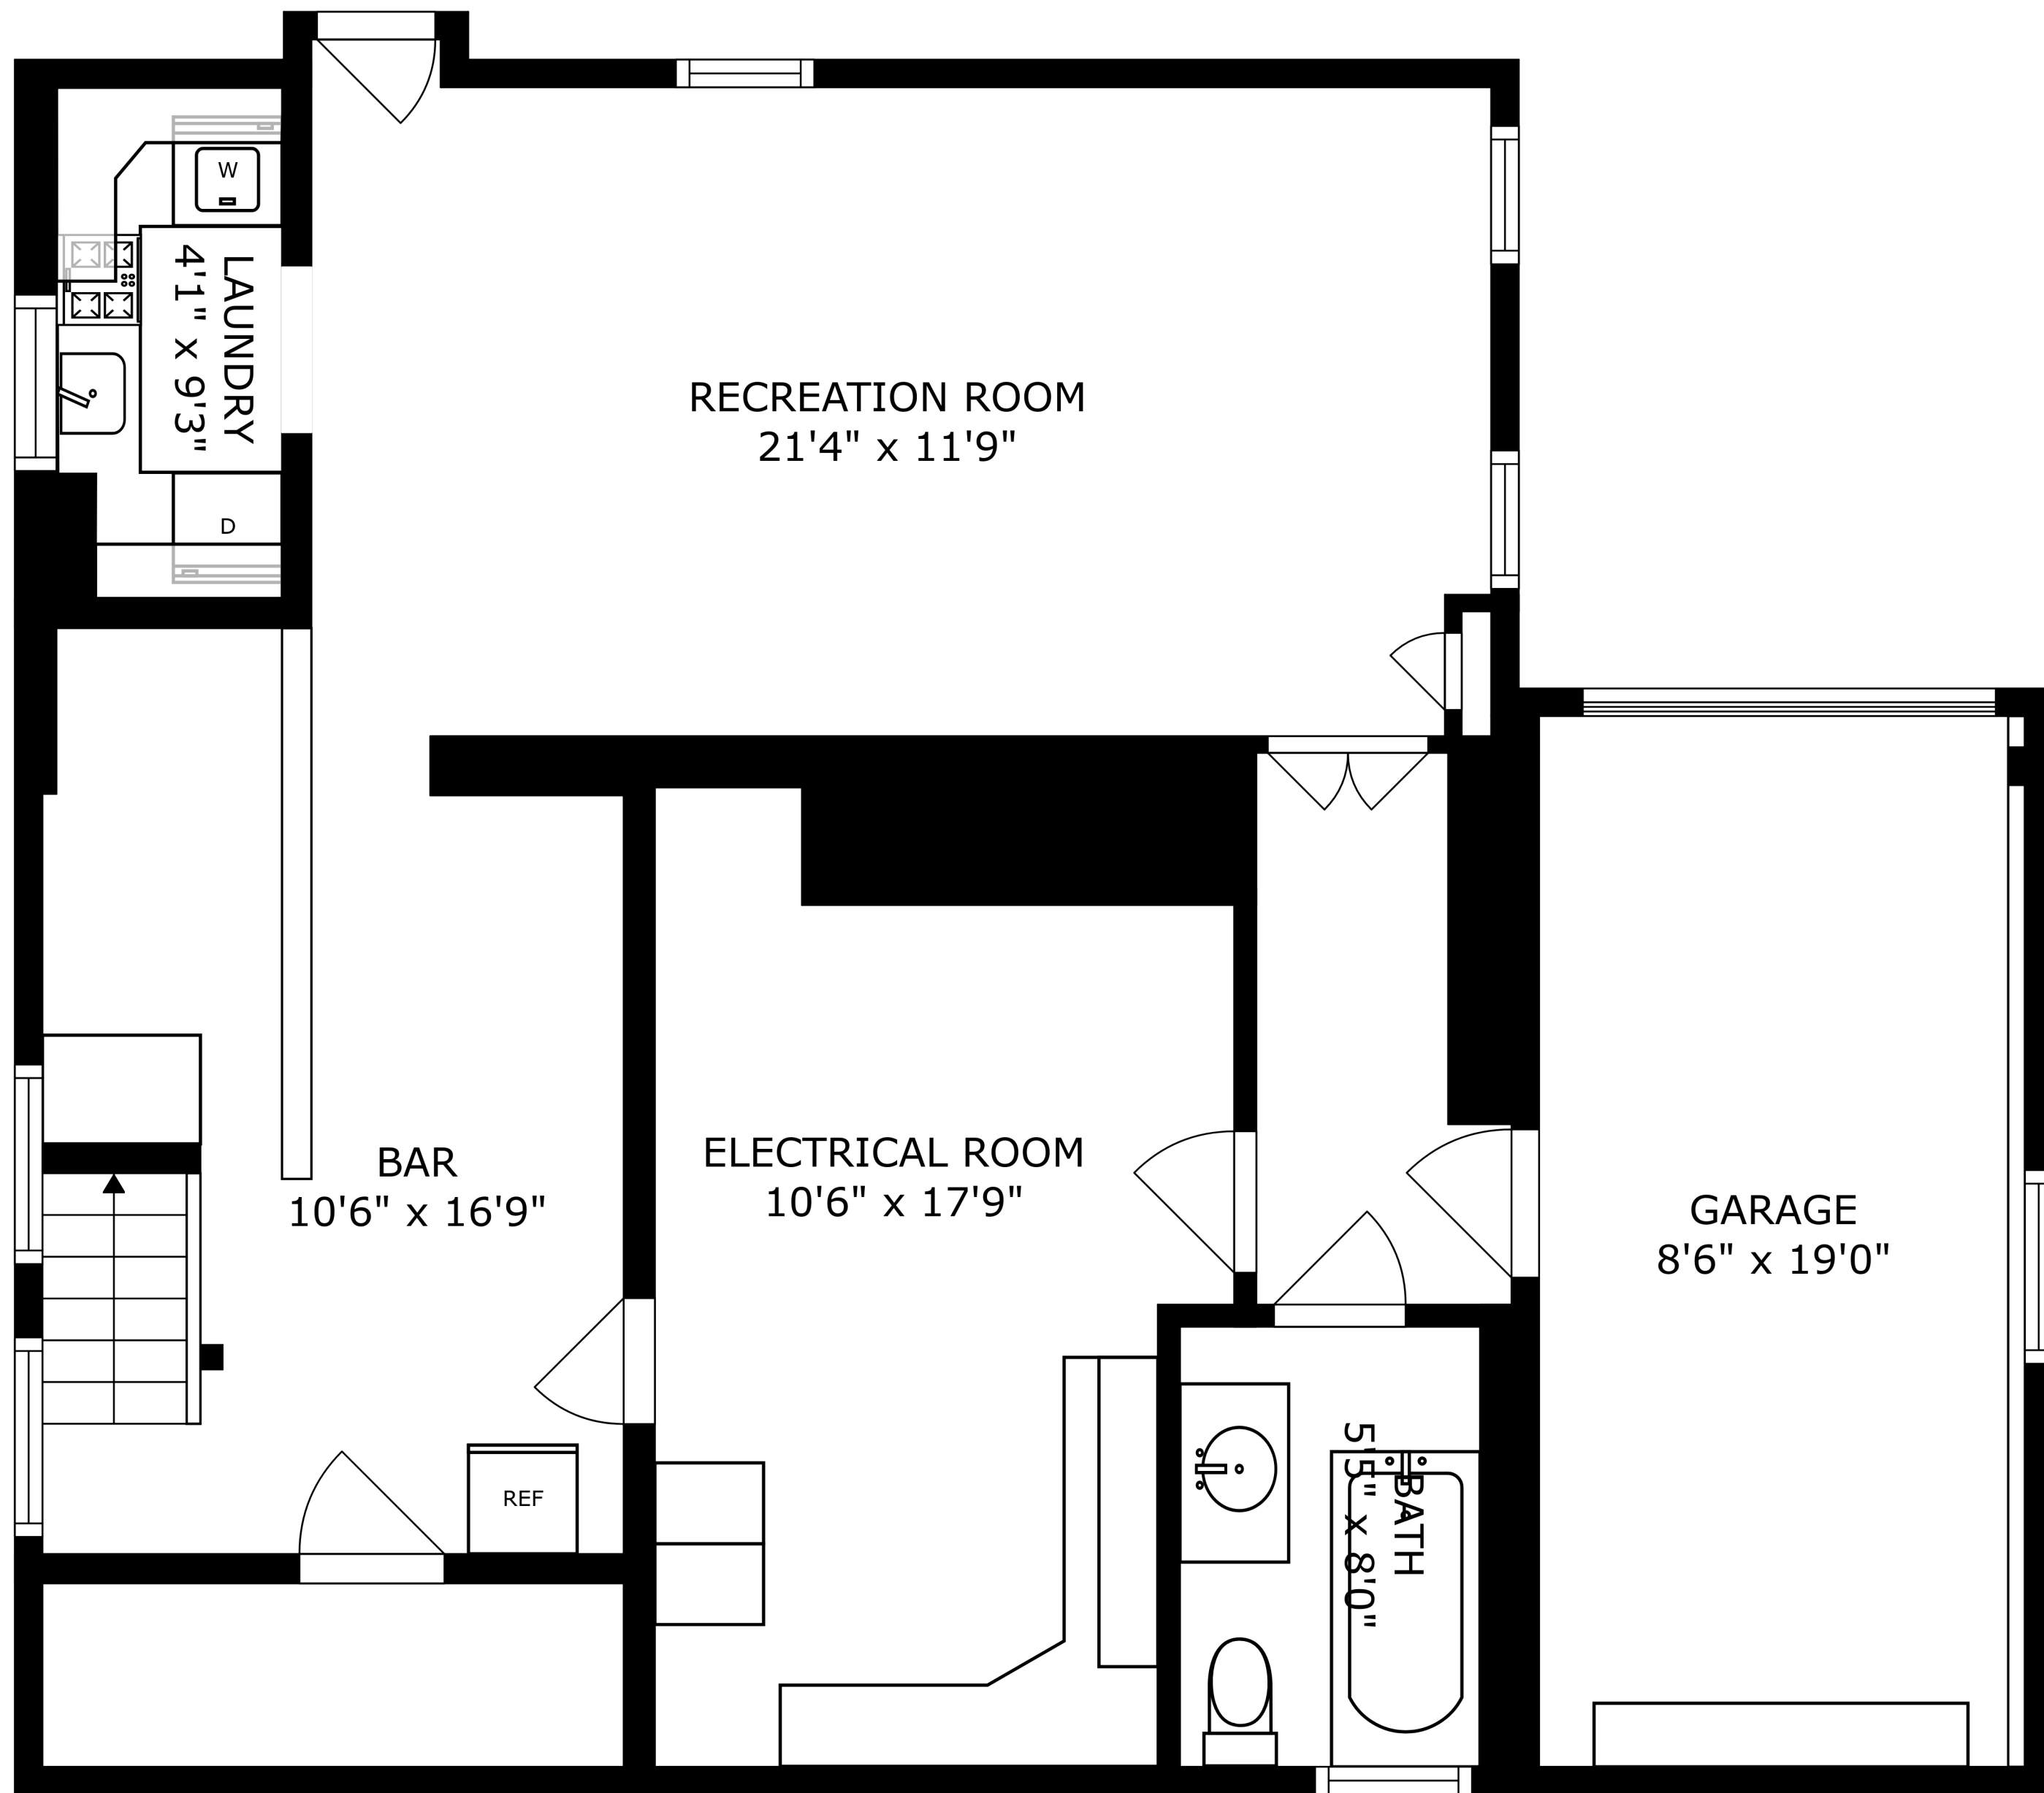 W
LAUNDRY
4'1" x 9'3"
D
RECREATION ROOM
21'4" x 11'9"
BAR
10'6" x 16'9"
ELECTRICAL ROOM
10'6" x 17'9"
GARAGE
8'6" x 19'0"
REF
BATH
5'5" x 8'0"